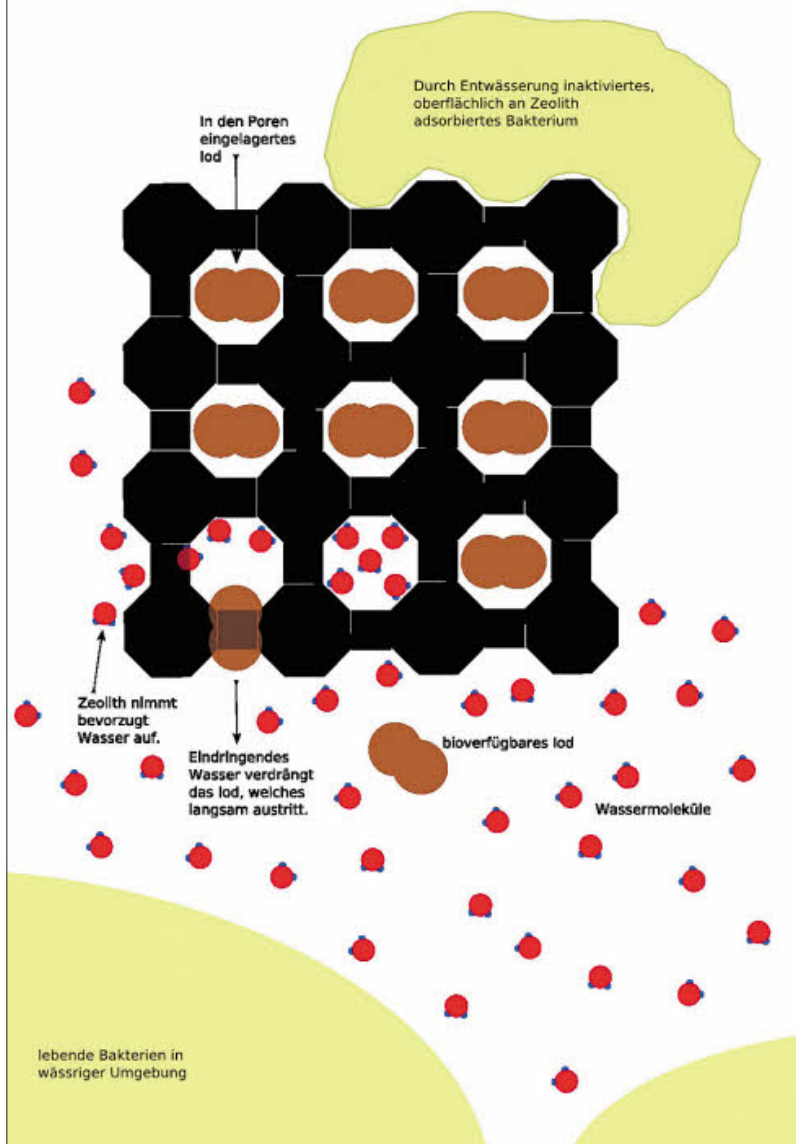 Durch Entwässerung inaktiviertes,
oberflächlich an Zeolith
adsorbiertes Bakterium
In den Poren
eingelagertes
Iod
Zeolith nimmt
bevorzugt
Wasser auf.
Eindringendes
Wasser verdrängt
das Iod, welches
langsam austritt.
bioverfügbares Iod
Wassermoleküle
lebende Bakterien in
wässriger Umgebung